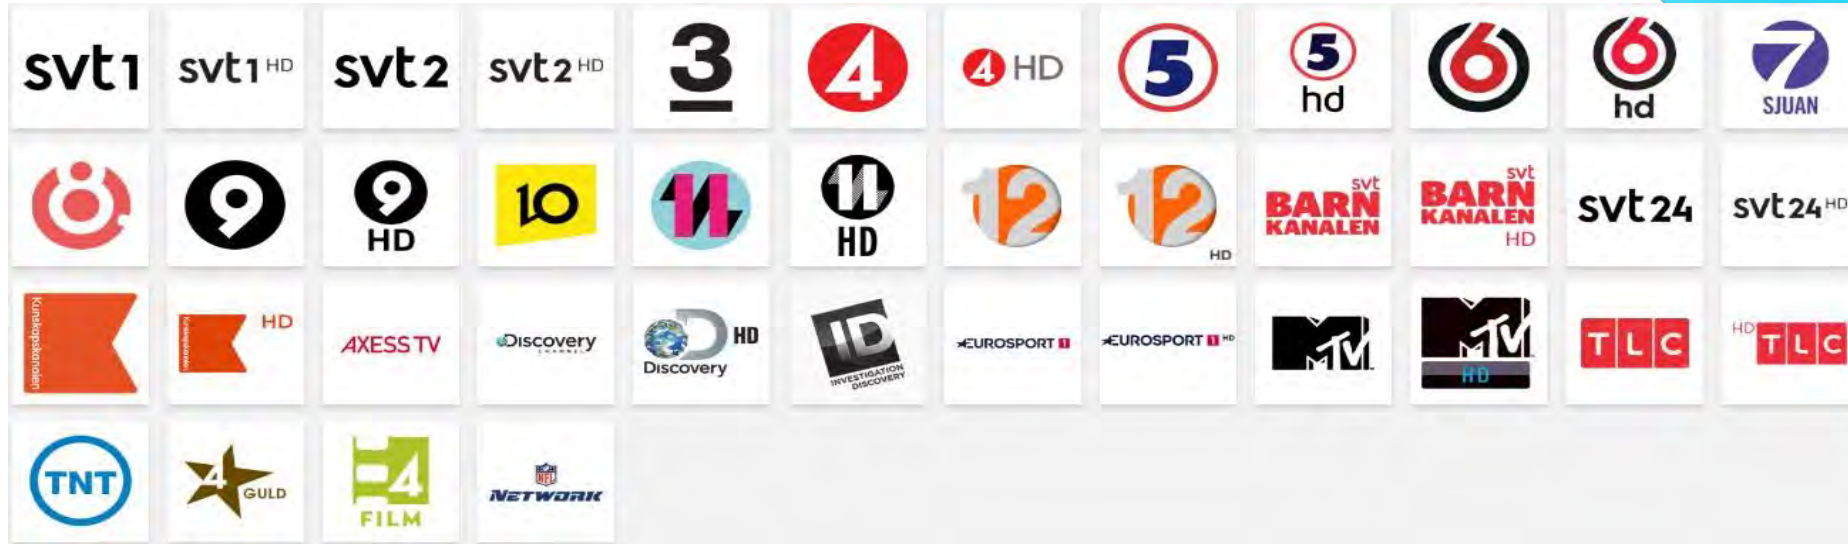 svt1
svt1 HD
svt2
svt2 HD
3
4
4 HD
5
5
hd
6
6
hd
7
SJUAN
8
9
9
HD
10
11
11
HD
12
12
HD
svt
BARN
KANALEN
svt
BARN
KANALEN
HD
svt24
svt24 HD
Kunskapskanalen
Kunskapskanalen
HD
AXESS TV
Discovery
CHANNEL
D HD
Discovery
ID
INVESTIGATION
DISCOVERY
EUROSPORT 1
EUROSPORT 1 HD
MTV
MTV
HD
TLC
HD
TLC
TNT
4
GULD
4
FILM
NFL
NETWORK